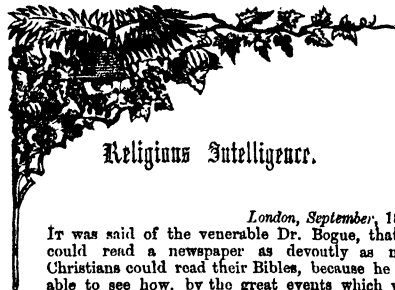 Religious Intelligence.
London, September, 18
IT was said of the venerable Dr. Bogue, that
could read a newspaper as devoutly as m
Christians could read their Bibles, because he
able to see how, by the great events which